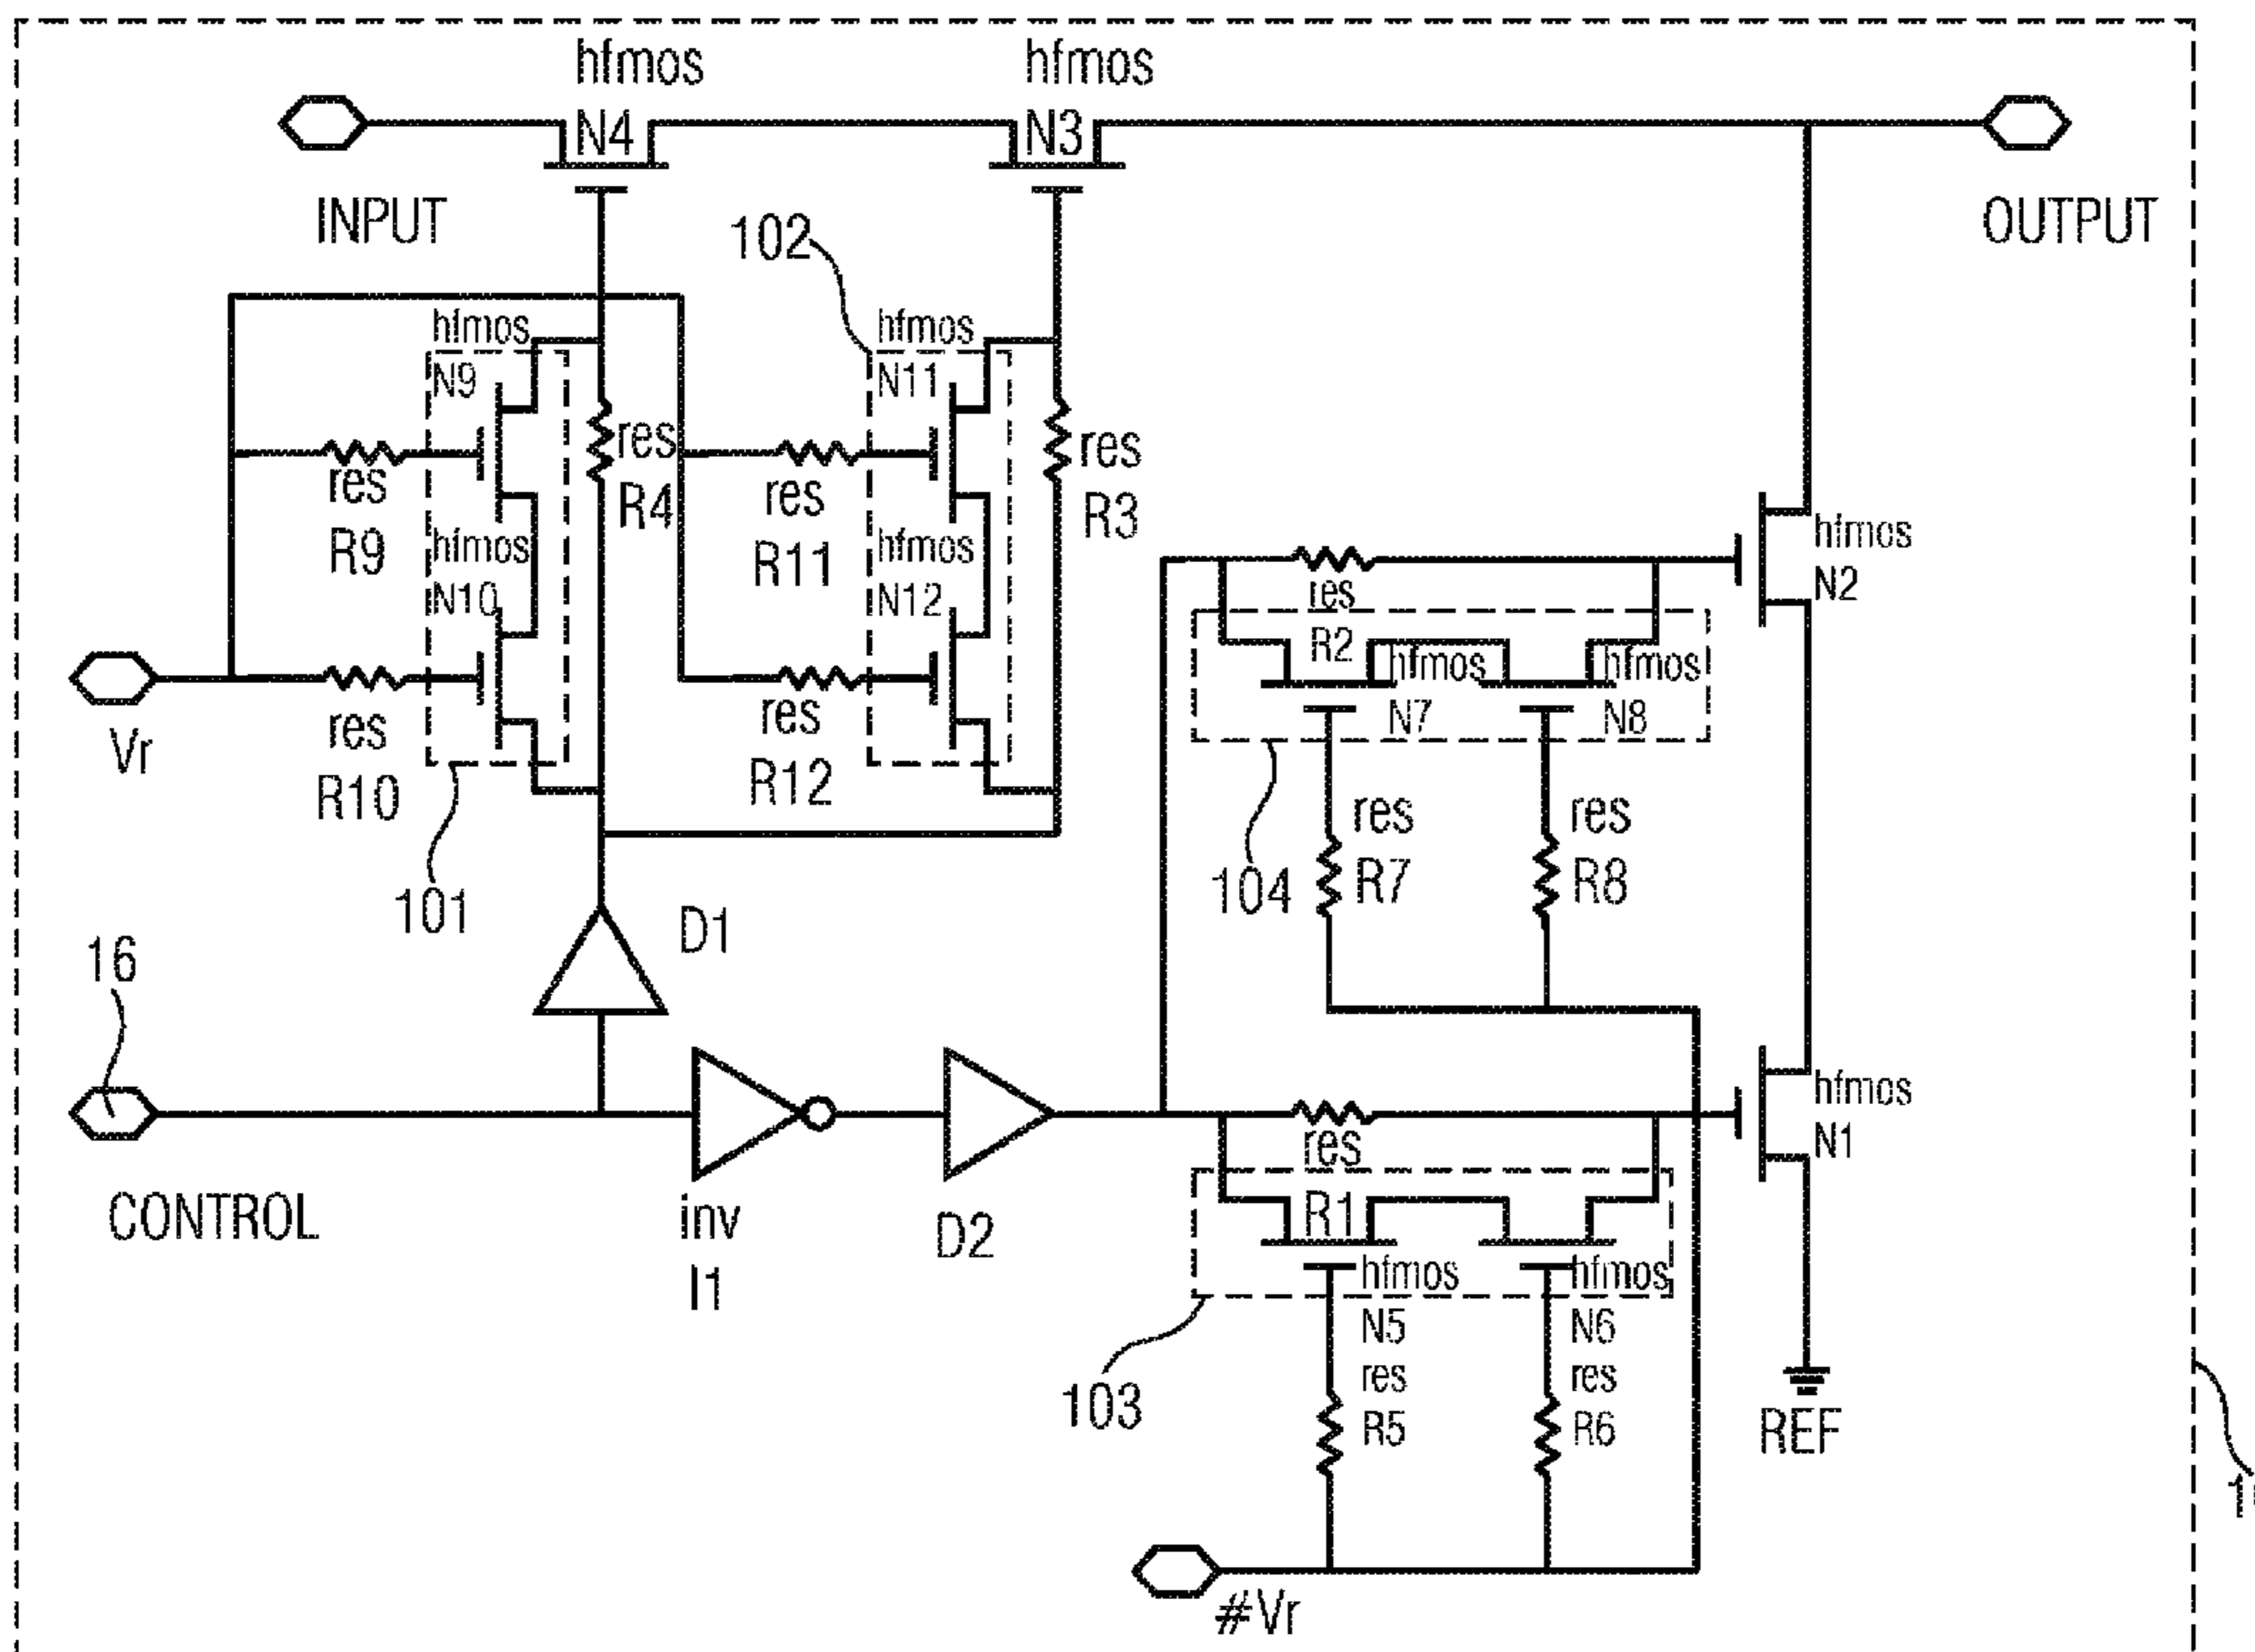 hfmos
N4
hfmos
N3
INPUT
OUTPUT
102
hfmos
N9
hfmos
N11
res
R4
res
R3
res
R9
res
R11
hfmos
N10
hfmos
N12
hfmos
N2
res
R2
hfmos
N7
hfmos
N8
Vr
res
R10
res
R12
101
104
res
R7
res
R8
D1
16
hfmos
N1
CONTROL
inv
I1
D2
res
R1
hfmos
N5
hfmos
N6
103
res
R5
res
R6
REF
#Vr